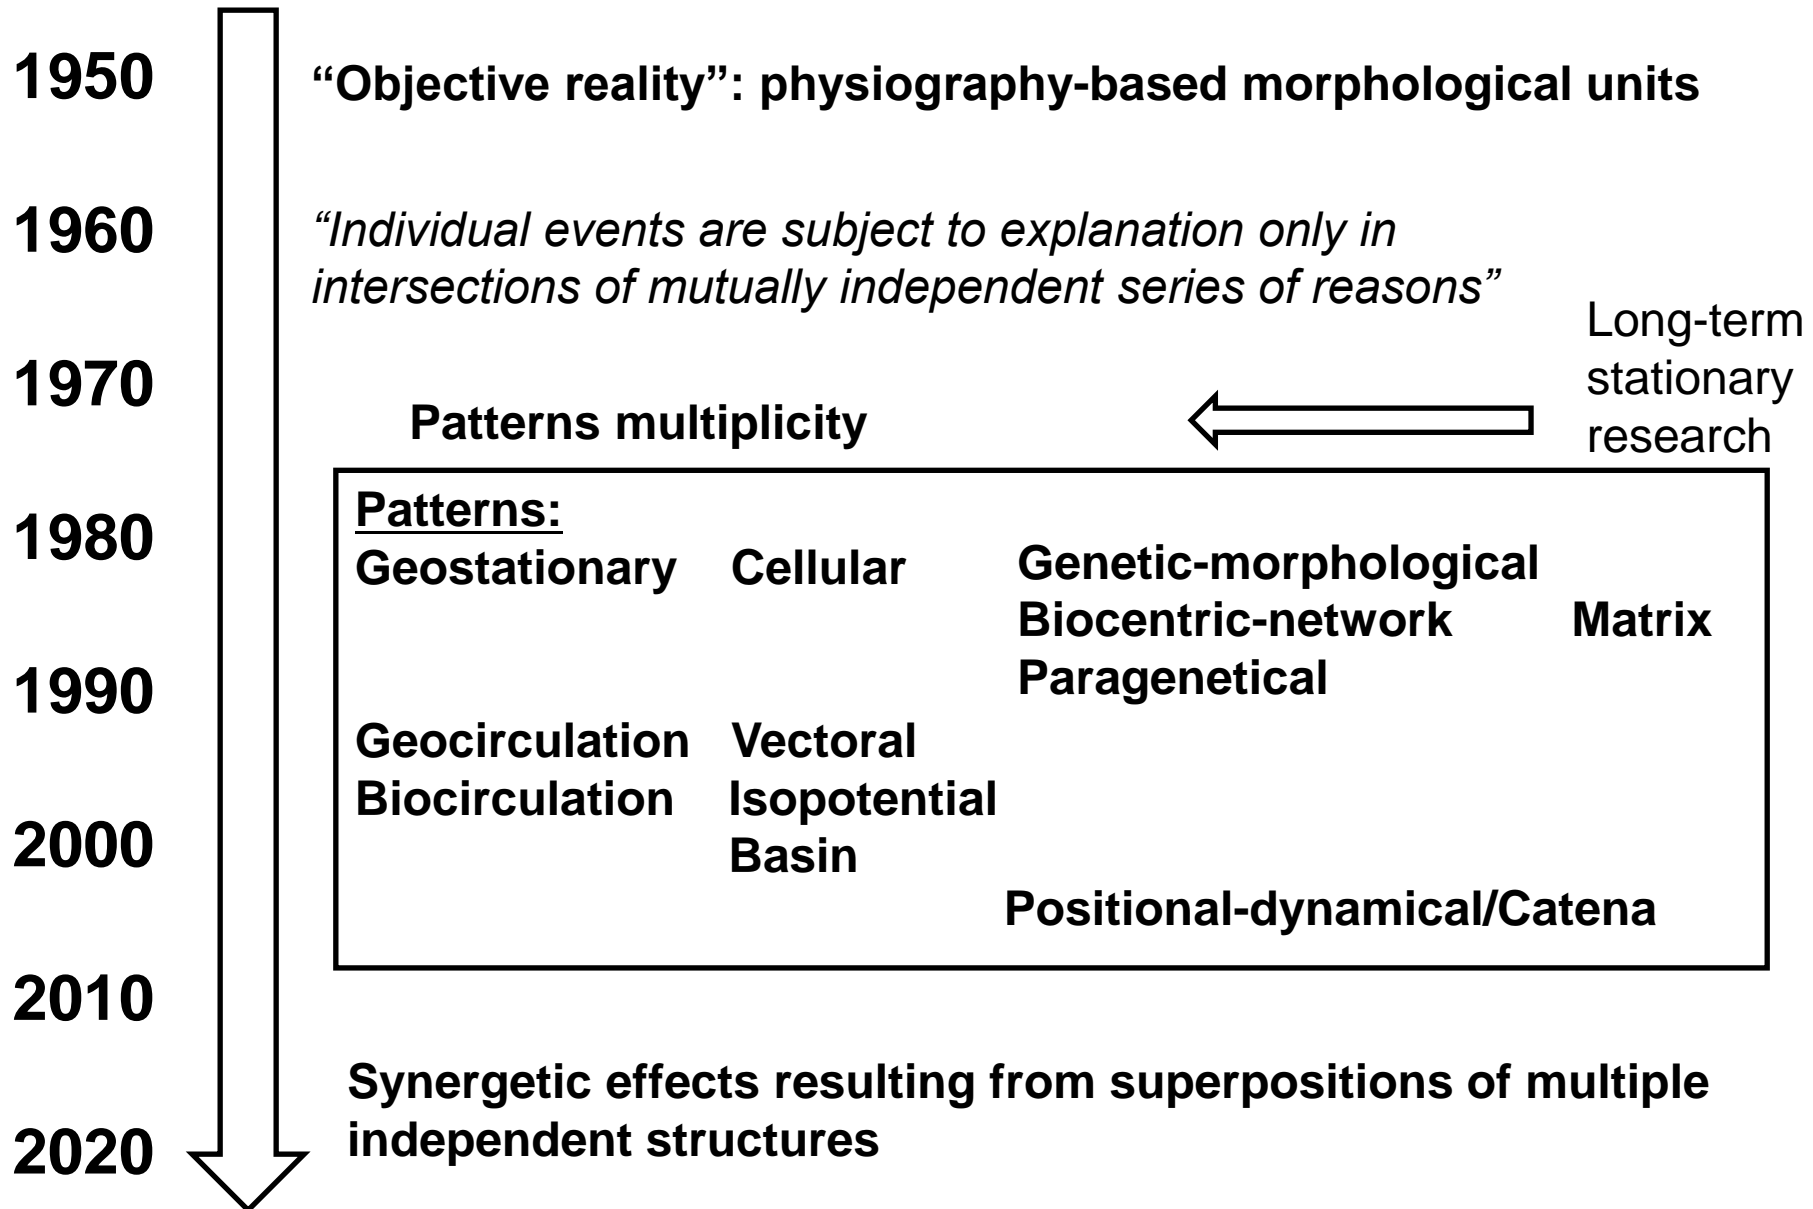 1950
“Objective reality”: physiography-based morphological units
1960
“Individual events are subject to explanation only in
intersections of mutually independent series of reasons”
Long-term
stationary
research
1970
Patterns multiplicity
Patterns:
1980
Geostationary Cellular Genetic-morphological
Biocentric-network Matrix
Paragenetical
1990
Geocirculation Vectoral
Biocirculation Isopotential
2000
Basin
Positional-dynamical/Catena
2010
Synergetic effects resulting from superpositions of multiple
independent structures
2020